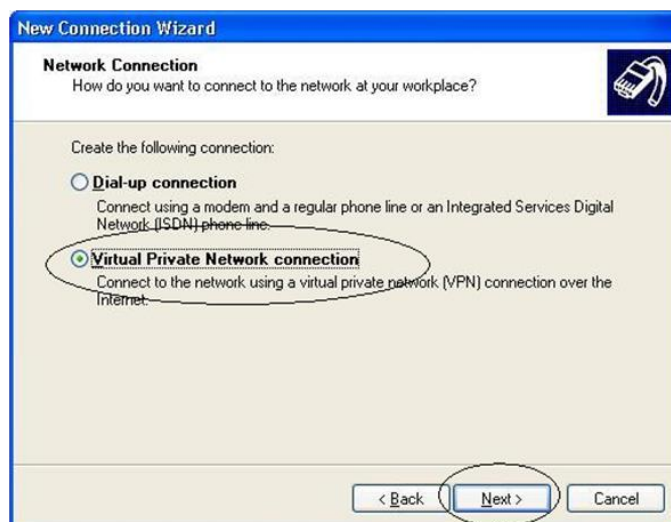 New Connection Wizard
Network Connection
How do you want to connect to the network at your workplace?
Create the following connection:
Dial-up connection
Connect using a modem and a regular phone line or an Integrated Services Digital
Network (ISDN) phone line.
Virtual Private Network connection
Connect to the network using a virtual private network (VPN) connection over the
Internet.
< Back
Next >
Cancel